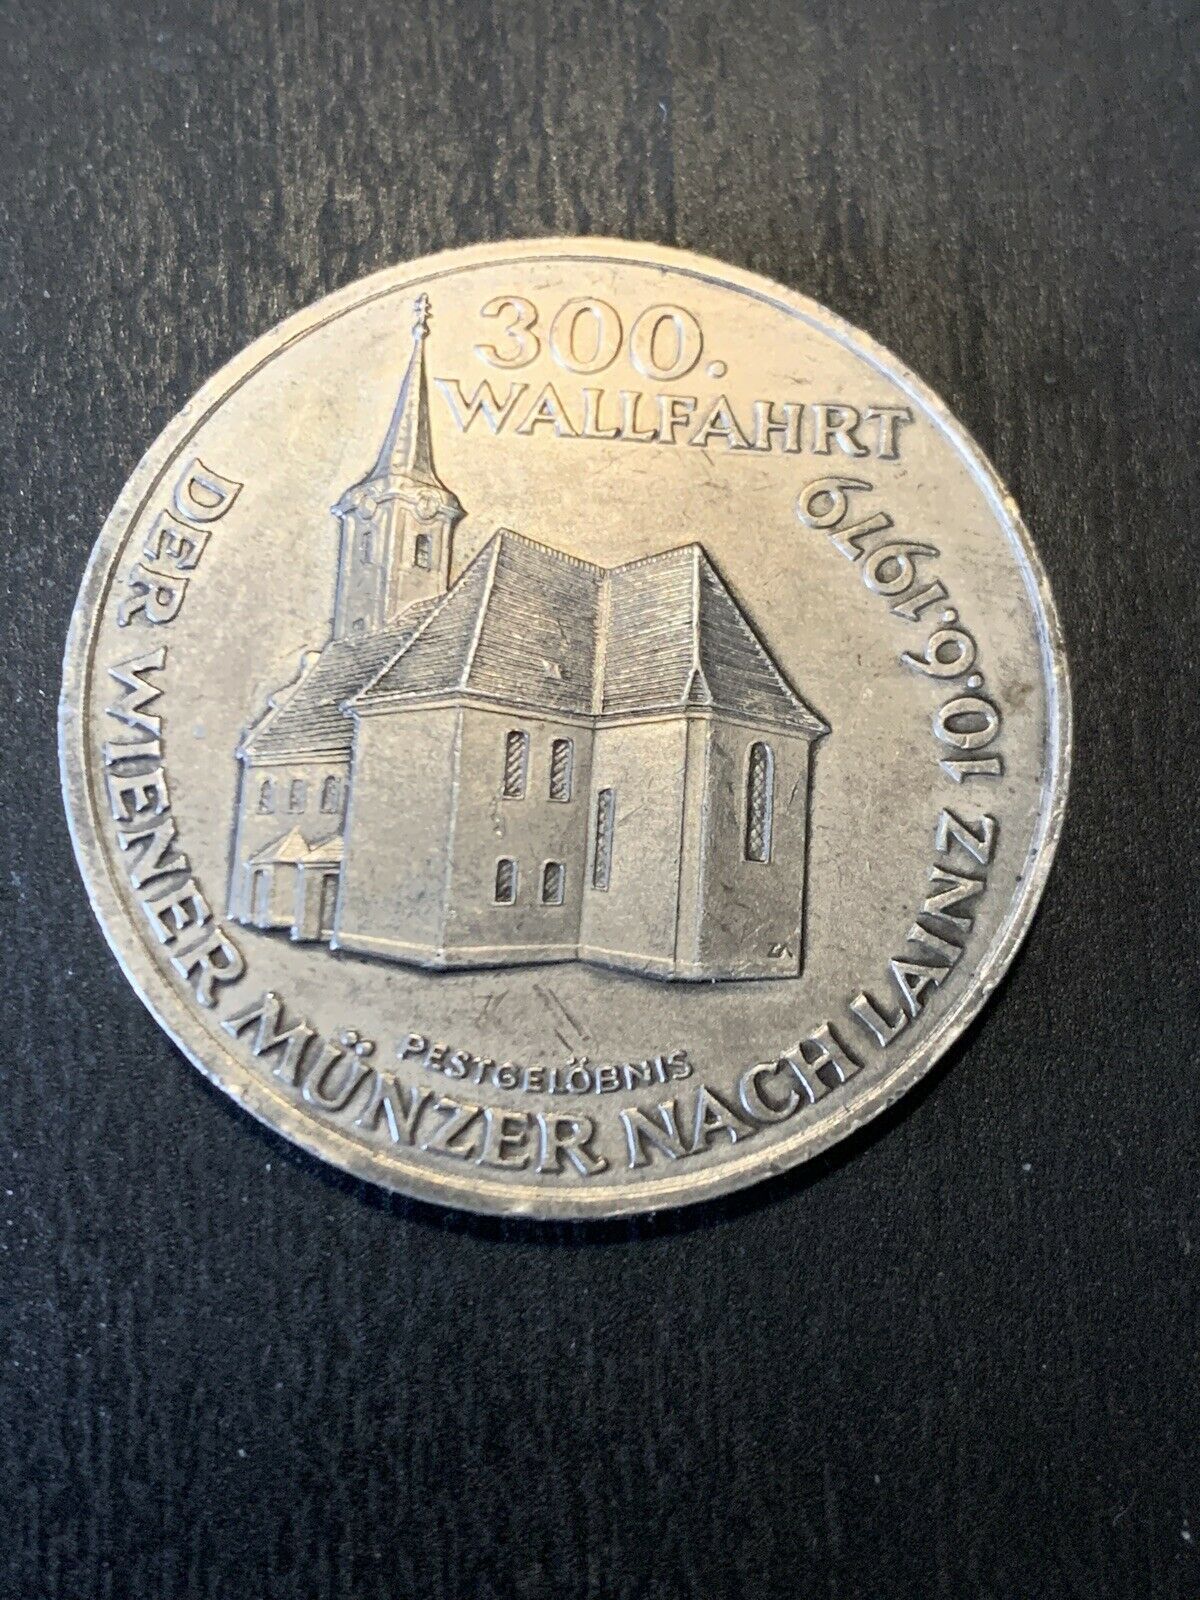 300.
WALLFAHRT
DER WIENER MÜNZER NACH LAINZ 10.6.1979
PESTGELÖBNIS